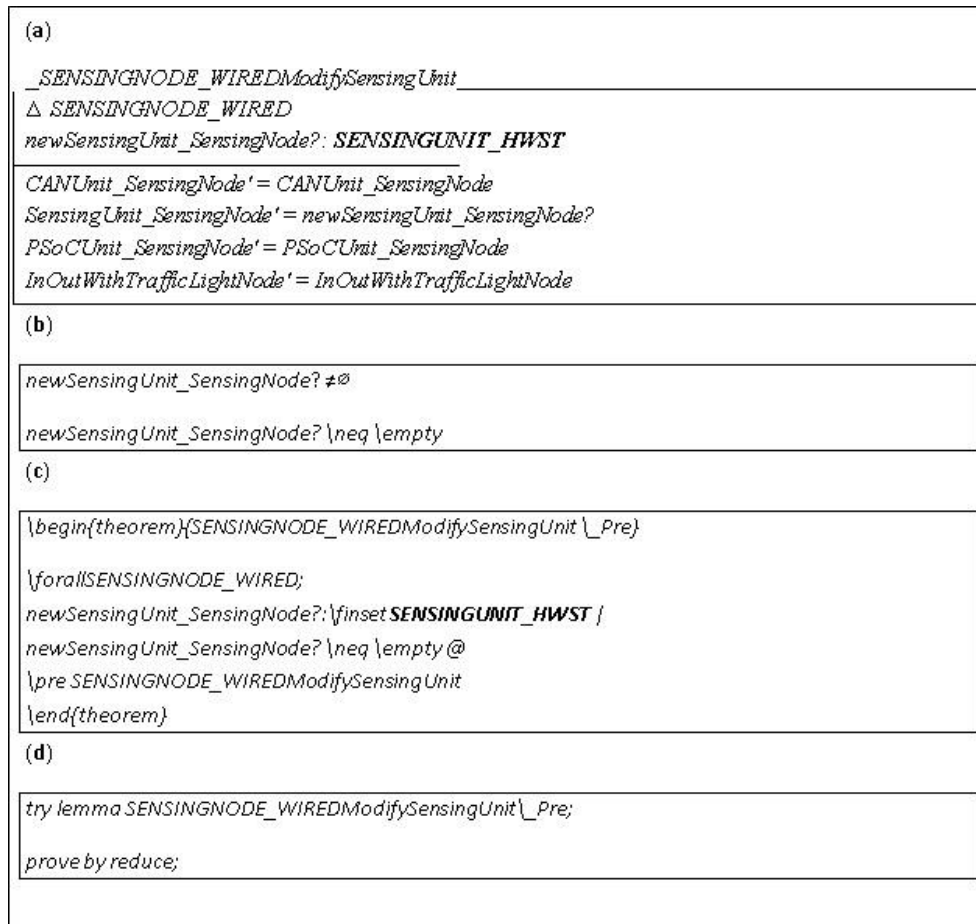 (a)
_SENSINGNODE_WIREDModifySensingUnit
Δ SENSINGNODE_WIRED
newSensingUnit_SensingNode?: SENSINGUNIT_HWST
CANUnit_SensingNode' = CANUnit_SensingNode
SensingUnit_SensingNode' = newSensingUnit_SensingNode?
PSoCUnit_SensingNode' = PSoCUnit_SensingNode
InOutWithTrafficLightNode' = InOutWithTrafficLightNode
(b)
newSensingUnit_SensingNode? ≠∅
newSensingUnit_SensingNode? \neq \empty
(c)
\begin{theorem}{SENSINGNODE_WIREDModifySensingUnit\_Pre}
\forallSENSINGNODE_WIRED;
newSensingUnit_SensingNode?:\finset SENSINGUNIT_HWST |
newSensingUnit_SensingNode? \neq \empty @
\pre SENSINGNODE_WIREDModifySensingUnit
\end{theorem}
(d)
try lemma SENSINGNODE_WIREDModifySensingUnit\_Pre;
prove by reduce;